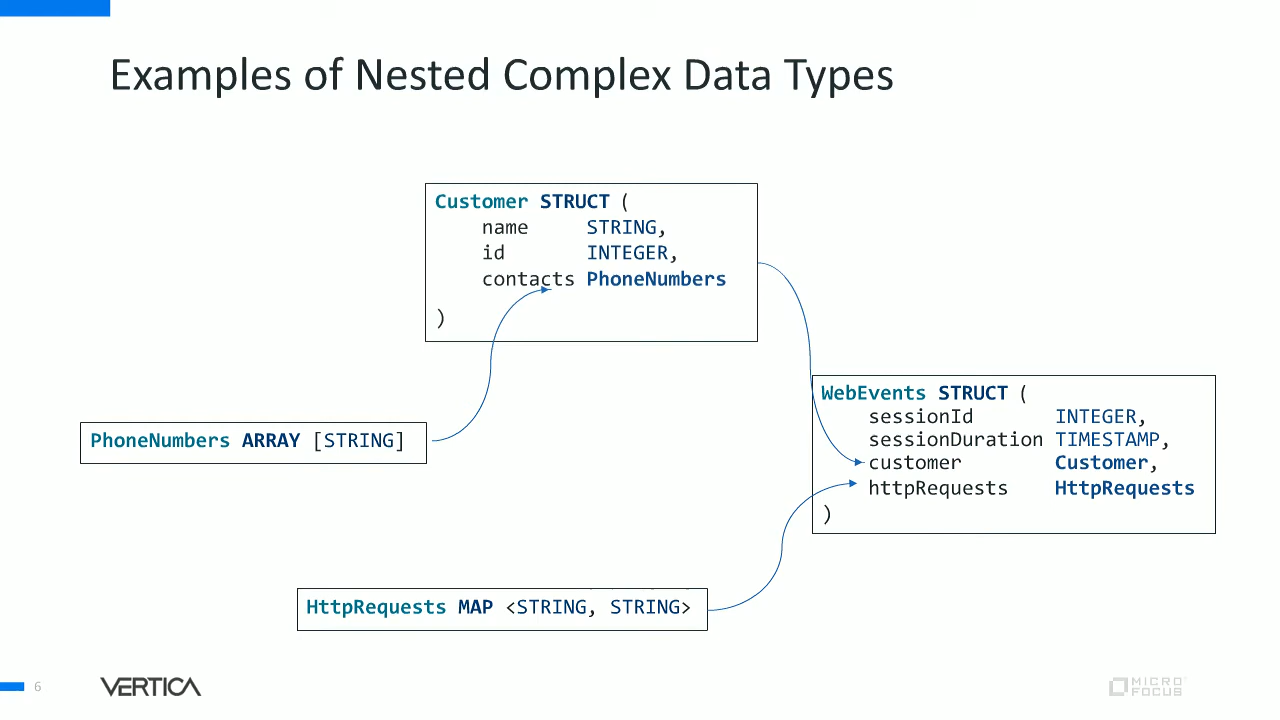 Examples of Nested Complex Data Types
Customer STRUCT (
name STRING,
id INTEGER,
contacts PhoneNumbers
)
PhoneNumbers ARRAY [STRING]
WebEvents STRUCT (
sessionId INTEGER,
sessionDuration TIMESTAMP,
customer Customer,
httpRequests HttpRequests
)
HttpRequests MAP <STRING, STRING>
6
VERTICA
MICRO
FOCUS